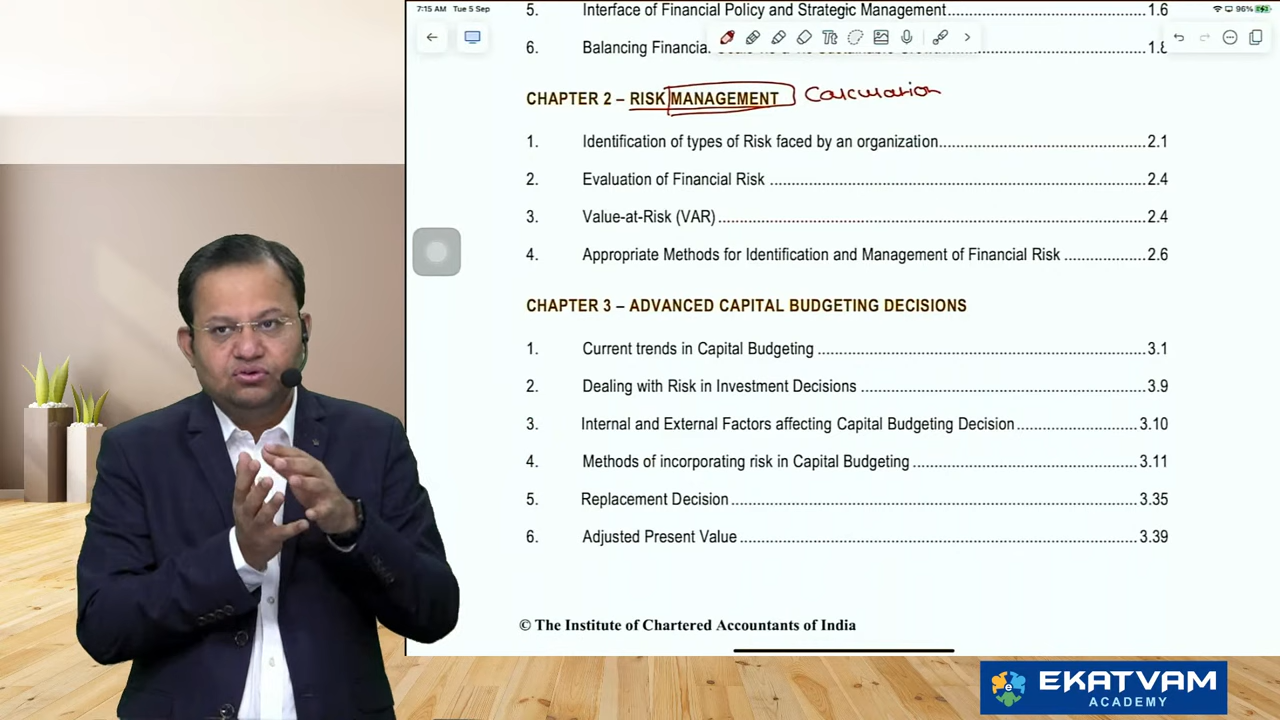 7:15 AM Tue 5 Sep
96%
5. Interface of Financial Policy and Strategic Management 1.6
6. Balancing Financial 1.8
CHAPTER 2 – RISK MANAGEMENT Calculation
1. Identification of types of Risk faced by an organization 2.1
2. Evaluation of Financial Risk 2.4
3. Value-at-Risk (VAR) 2.4
4. Appropriate Methods for Identification and Management of Financial Risk 2.6
CHAPTER 3 – ADVANCED CAPITAL BUDGETING DECISIONS
1. Current trends in Capital Budgeting 3.1
2. Dealing with Risk in Investment Decisions 3.9
3. Internal and External Factors affecting Capital Budgeting Decision 3.10
4. Methods of incorporating risk in Capital Budgeting 3.11
5. Replacement Decision 3.35
6. Adjusted Present Value 3.39
© The Institute of Chartered Accountants of India
EKATVAM
ACADEMY